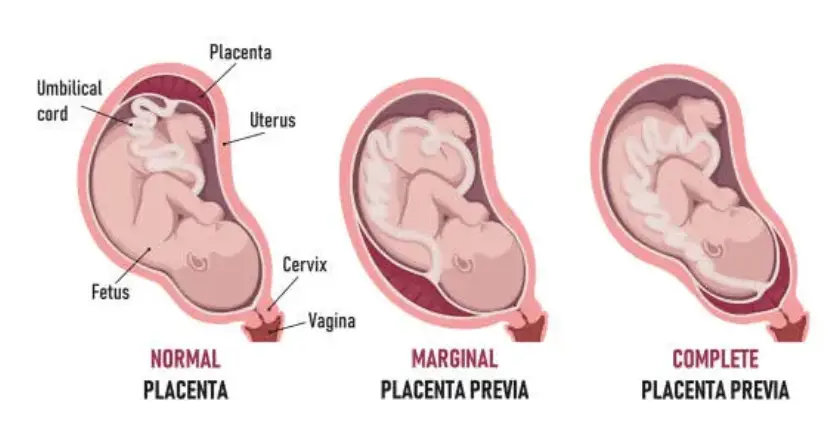 Placenta
Umbilical
cord
Uterus
Cervix
Fetus
Vagina
NORMAL
PLACENTA
MARGINAL
PLACENTA PREVIA
COMPLETE
PLACENTA PREVIA